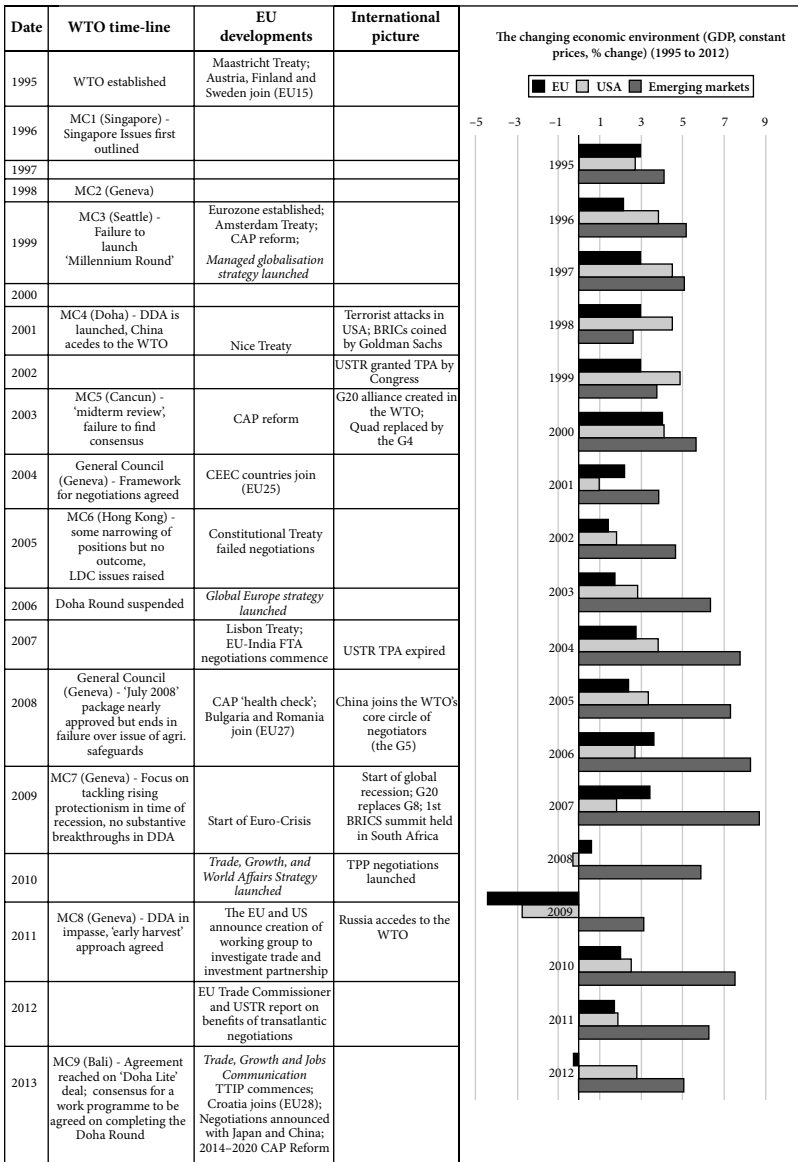 Date
WTO time-line
EU
developments
International
picture
1995
WTO established
Maastricht Treaty;
Austria, Finland and
Sweden join (EU15)
1996
MC1 (Singapore) -
Singapore Issues first
outlined
1997
1998
MC2 (Geneva)
1999
MC3 (Seattle) -
Failure to
launch
‘Millennium Round’
Eurozone established;
Amsterdam Treaty;
CAP reform;
Managed globalisation
strategy launched
2000
2001
MC4 (Doha) - DDA is
launched, China
acedes to the WTO
Nice Treaty
Terrorist attacks in
USA; BRICs coined
by Goldman Sachs
2002
USTR granted TPA by
Congress
2003
MC5 (Cancun) -
‘midterm review’,
failure to find
consensus
CAP reform
G20 alliance created in
the WTO;
Quad replaced by
the G4
2004
General Council
(Geneva) - Framework
for negotiations agreed
CEEC countries join
(EU25)
2005
MC6 (Hong Kong) -
some narrowing of
positions but no
outcome,
LDC issues raised
Constitutional Treaty
failed negotiations
2006
Doha Round suspended
Global Europe strategy
launched
2007
Lisbon Treaty;
EU-India FTA
negotiations commence
USTR TPA expired
2008
General Council
(Geneva) - ‘July 2008’
package nearly
approved but ends in
failure over issue of agri.
safeguards
CAP ‘health check’;
Bulgaria and Romania
join (EU27)
China joins the WTO’s
core circle of
negotiators
(the G5)
2009
MC7 (Geneva) - Focus on
tackling rising
protectionism in time of
recession, no substantive
breakthroughs in DDA
Start of Euro-Crisis
Start of global
recession; G20
replaces G8; 1st
BRICS summit held
in South Africa
2010
Trade, Growth, and
World Affairs Strategy
launched
TPP negotiations
launched
2011
MC8 (Geneva) - DDA in
impasse, ‘early harvest’
approach agreed
The EU and US
announce creation of
working group to
investigate trade and
investment partnership
Russia accedes to the
WTO
2012
EU Trade Commissioner
and USTR report on
benefits of transatlantic
negotiations
2013
MC9 (Bali) - Agreement
reached on ‘Doha Lite’
deal; consensus for a
work programme to be
agreed on completing the
Doha Round
Trade, Growth and Jobs
Communication
TTIP commences;
Croatia joins (EU28);
Negotiations announced
with Japan and China;
2014–2020 CAP Reform
The changing economic environment (GDP, constant
prices, % change) (1995 to 2012)
EU USA Emerging markets
–5 –3 –1 1 3 5 7 9
1995
1996
1997
1998
1999
2000
2001
2002
2003
2004
2005
2006
2007
2008
2009
2010
2011
2012